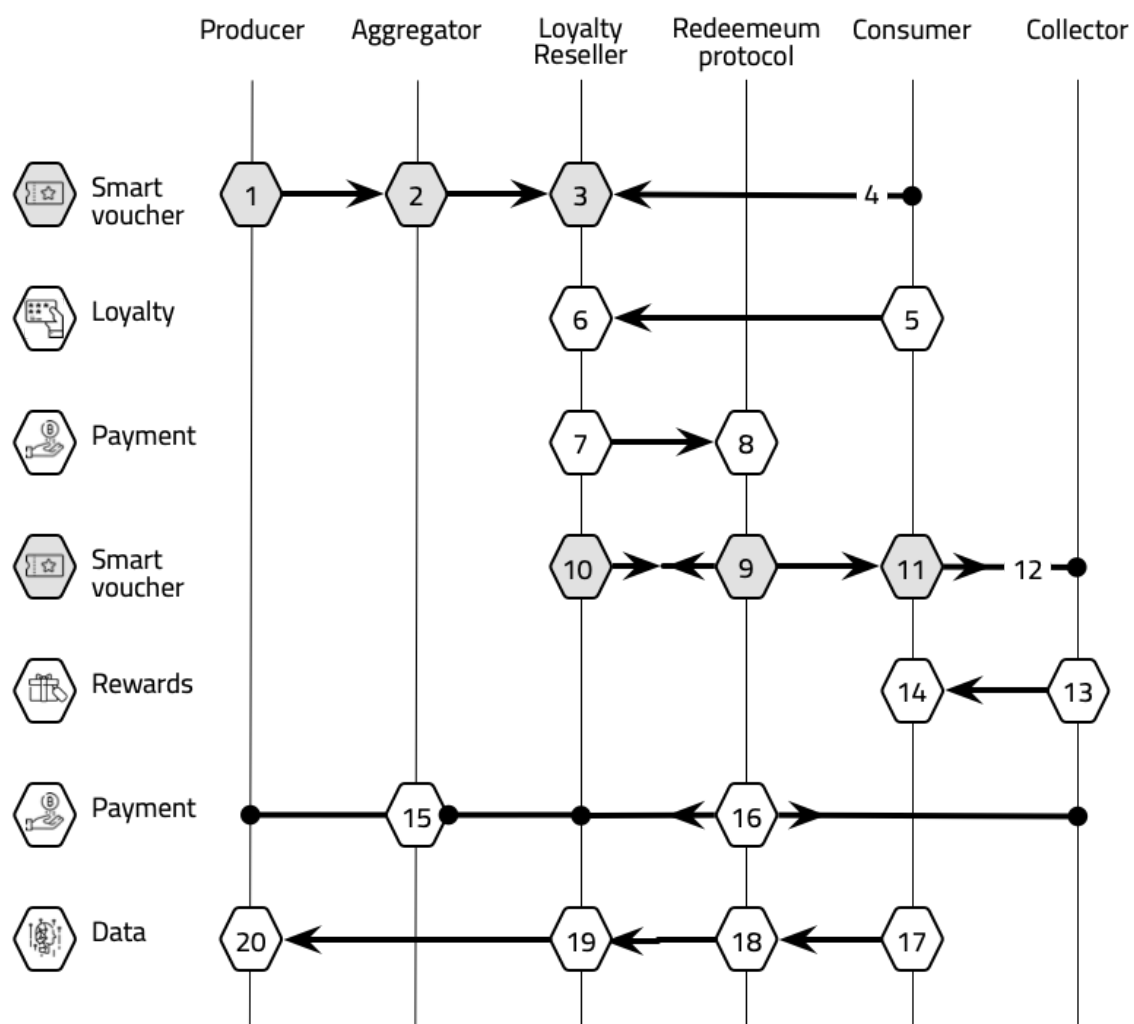 Producer
Aggregator
Loyalty
Reseller
Redeemeum
protocol
Consumer
Collector
Smart
voucher
1
2
3
4
Loyalty
6
5
Payment
7
8
Smart
voucher
10
9
11
12
Rewards
14
13
Payment
15
16
Data
20
19
18
17